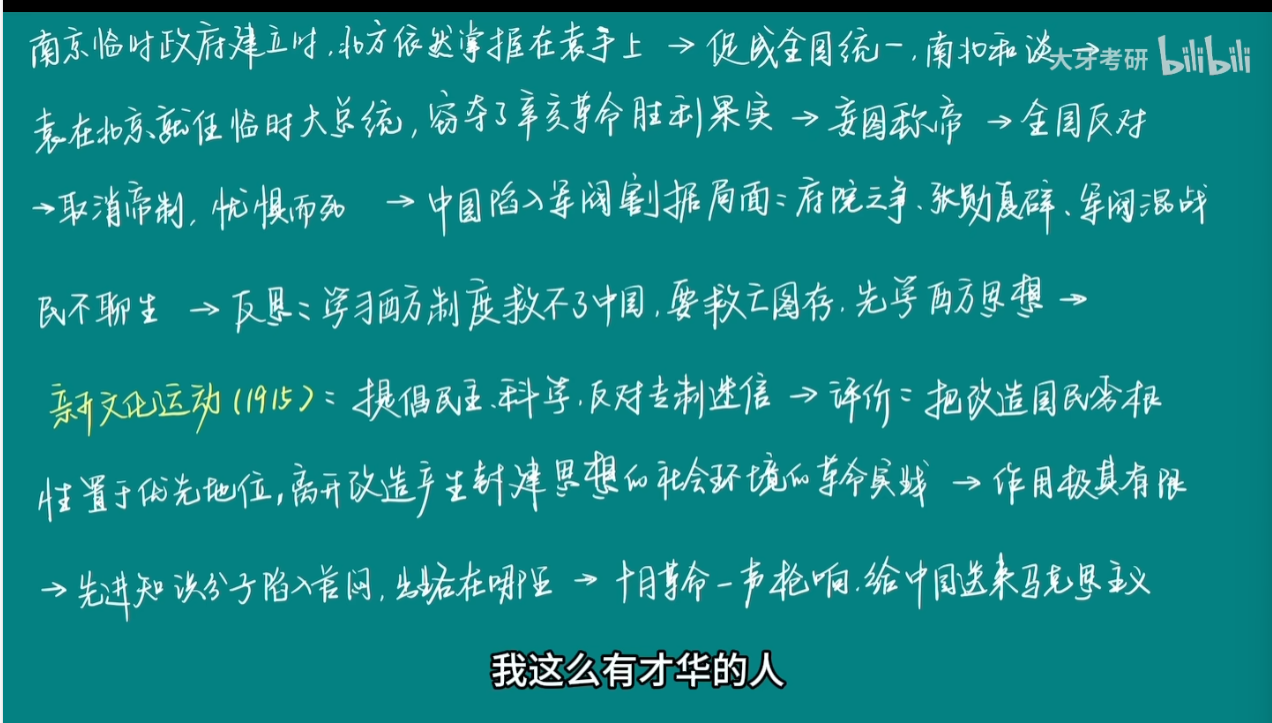 南京临时政府建立时,北方依然掌握在袁手上 → 促成全国统一,南北和谈 →
大牙考研 bilibili
袁在北京就任临时大总统,窃夺了辛亥革命胜利果实 → 妄图称帝 → 全国反对
→取消帝制,忧惧而死 → 中国陷入军阀割据局面:府院之争、张勋复辟、军阀混战
民不聊生 → 反思:学习西方制度救不了中国,要救亡图存,先学西方思想 →
新文化运动(1915):提倡民主、科学,反对专制迷信 → 评价:把改造国民劣根
性置于优先地位,离开改造产生封建思想的社会环境的革命实践 → 作用极其有限
→ 先进知识分子陷入苦闷,出路在哪里 → 十月革命一声枪响,给中国送来马克思主义
我这么有才华的人